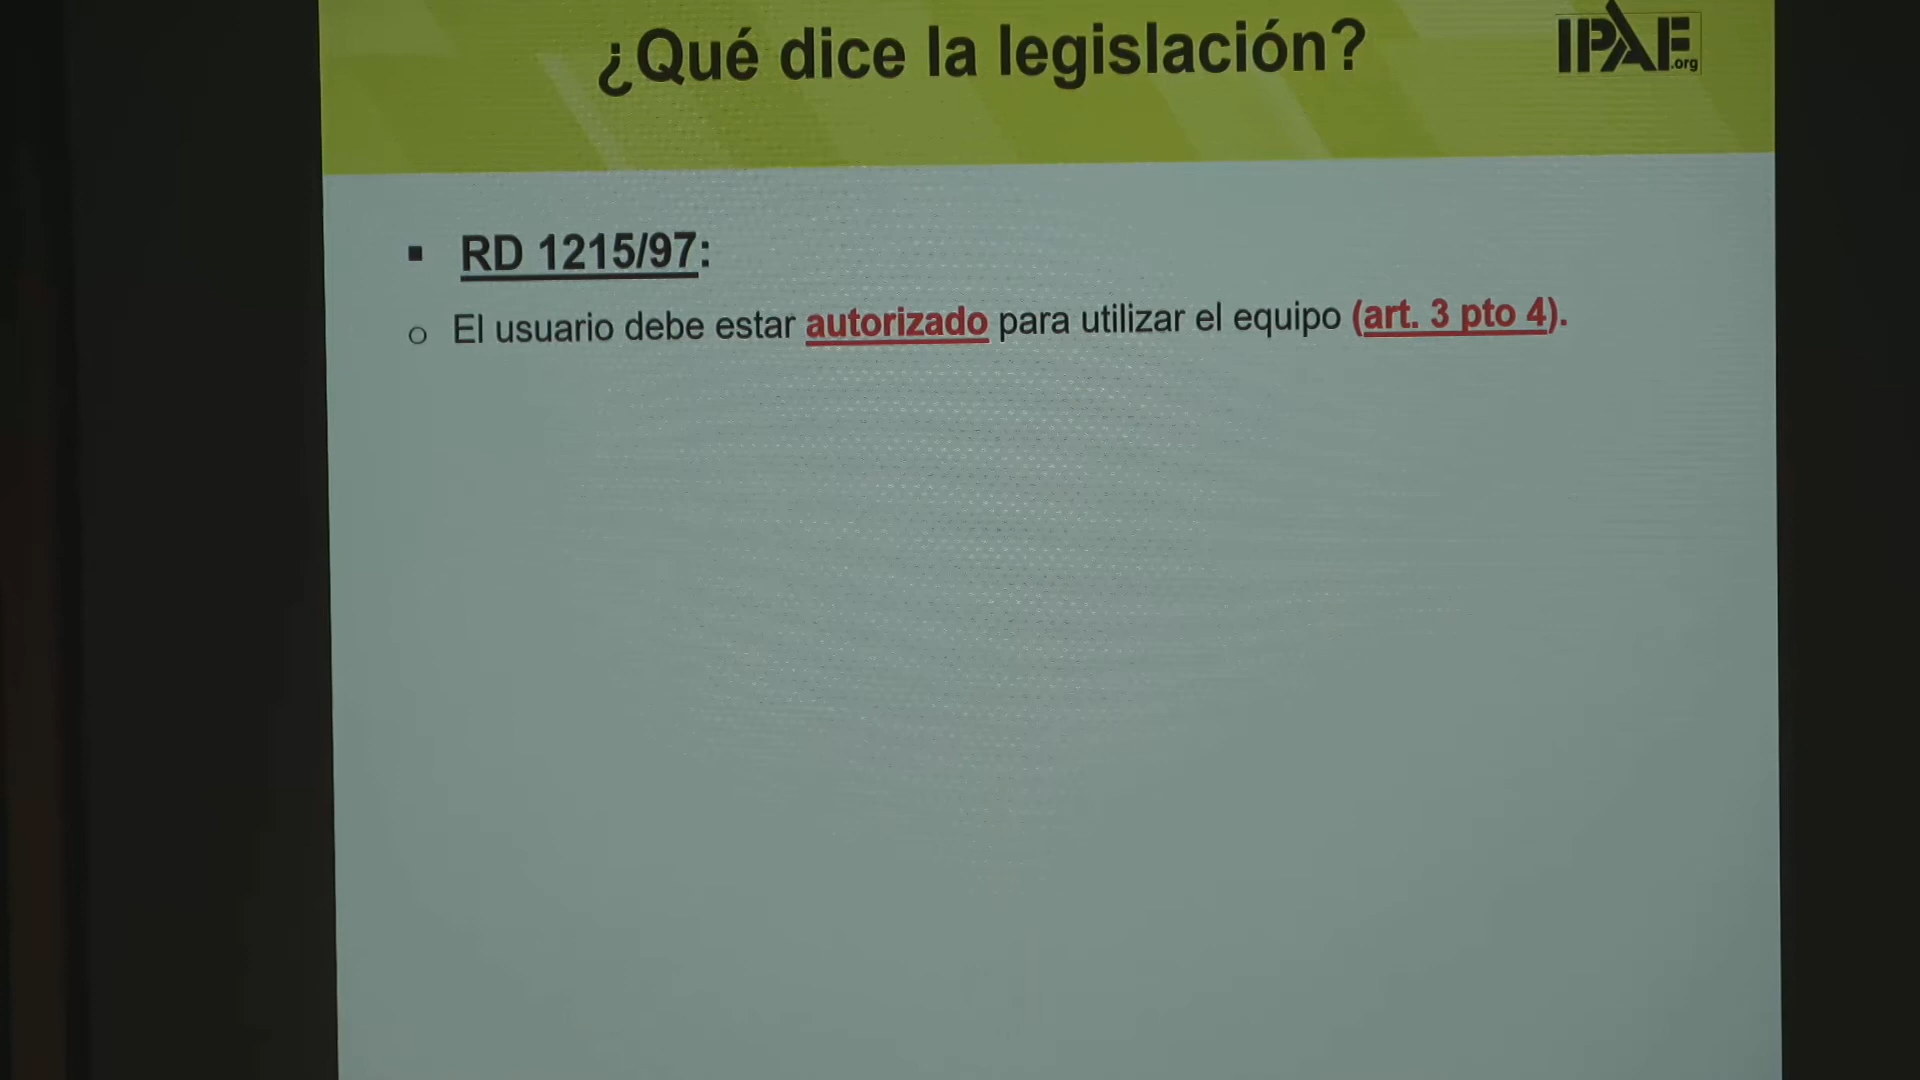 ¿Qué dice la legislación?
IPAF
.org
▪ RD 1215/97:
o El usuario debe estar autorizado para utilizar el equipo (art. 3 pto 4).